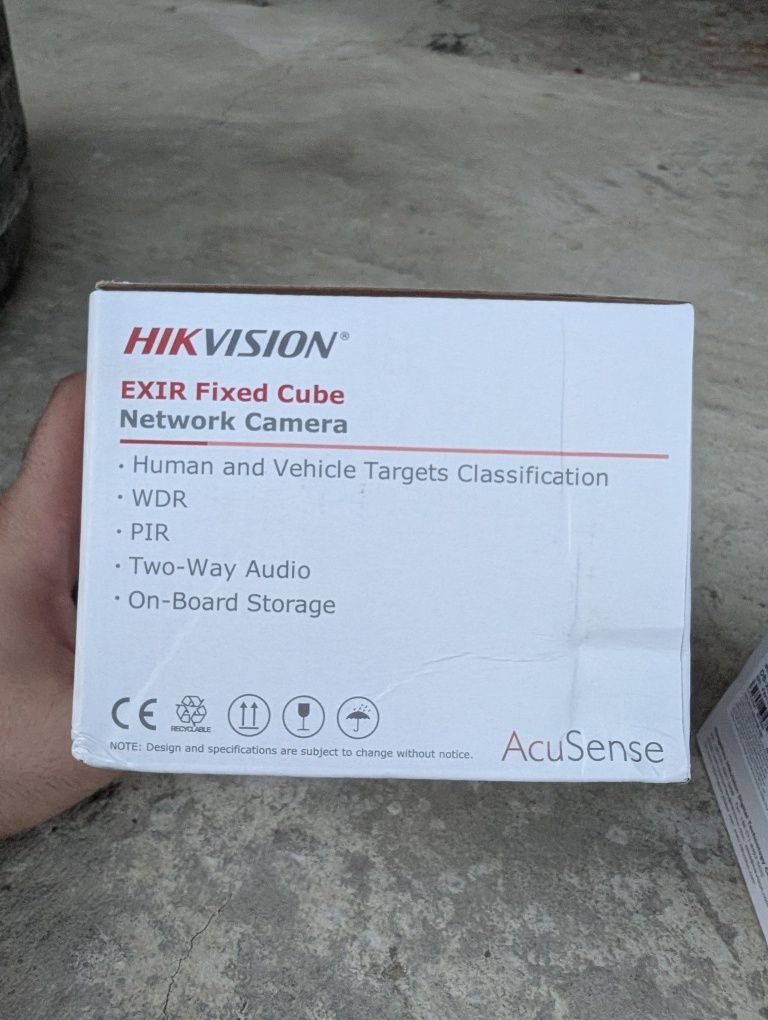 HIKVISION®
EXIR Fixed Cube
Network Camera
· Human and Vehicle Targets Classification
· WDR
· PIR
· Two-Way Audio
· On-Board Storage
CE
RECYCLABLE
NOTE: Design and specifications are subject to change without notice.
AcuSense